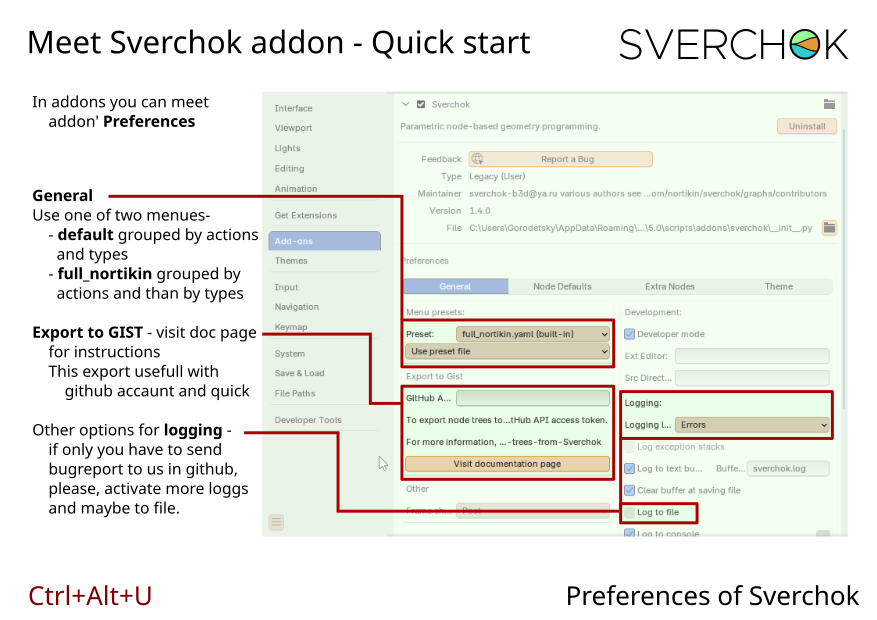 Meet Sverchok addon - Quick start
SVERCHOK
In addons you can meet
addon' Preferences
General
Use one of two menues-
- default grouped by actions
and types
- full_nortikin grouped by
actions and than by types
Export to GIST - visit doc page
for instructions
This export usefull with
github accaunt and quick
Other options for logging -
if only you have to send
bugreport to us in github,
please, activate more loggs
and maybe to file.
Interface
Viewport
Lights
Editing
Animation
Get Extensions
Add-ons
Themes
Input
Navigation
Keymap
System
Save & Load
File Paths
Developer Tools
Sverchok
Parametric node-based geometry programming.
Uninstall
Feedback Report a Bug
Type Legacy (User)
Maintainer sverchok-b3d@ya.ru various authors see ...om/nortikin/sverchok/graphs/contributors
Version 1.4.0
File C:\Users\Gorodetsky\AppData\Roaming\...\5.0\scripts\addons\sverchok\__init__.py
Preferences
General Node Defaults Extra Nodes Theme
Menu presets:
Preset: full_nortikin.yaml (built-in)
Use preset file
Export to Gist
GitHub A...
To export node trees to...tHub API access token.
For more information, ...-trees-from-Sverchok
Visit documentation page
Other
Frame ch... Post
Development:
Developer mode
Ext Editor:
Src Direct...
Logging:
Logging l... Errors
Log exception stacks
Log to text bu... Buffe... sverchok.log
Clear buffer at saving file
Log to file
Log to console
Ctrl+Alt+U
Preferences of Sverchok